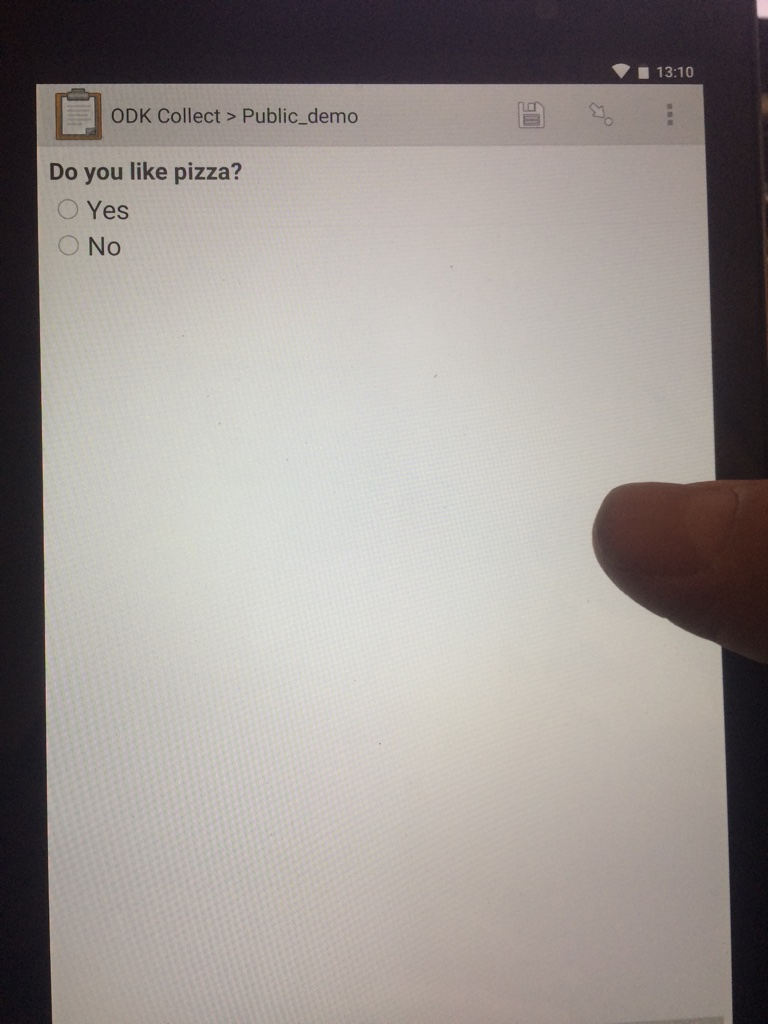 13:10
ODK Collect > Public_demo
Do you like pizza?
Yes
No